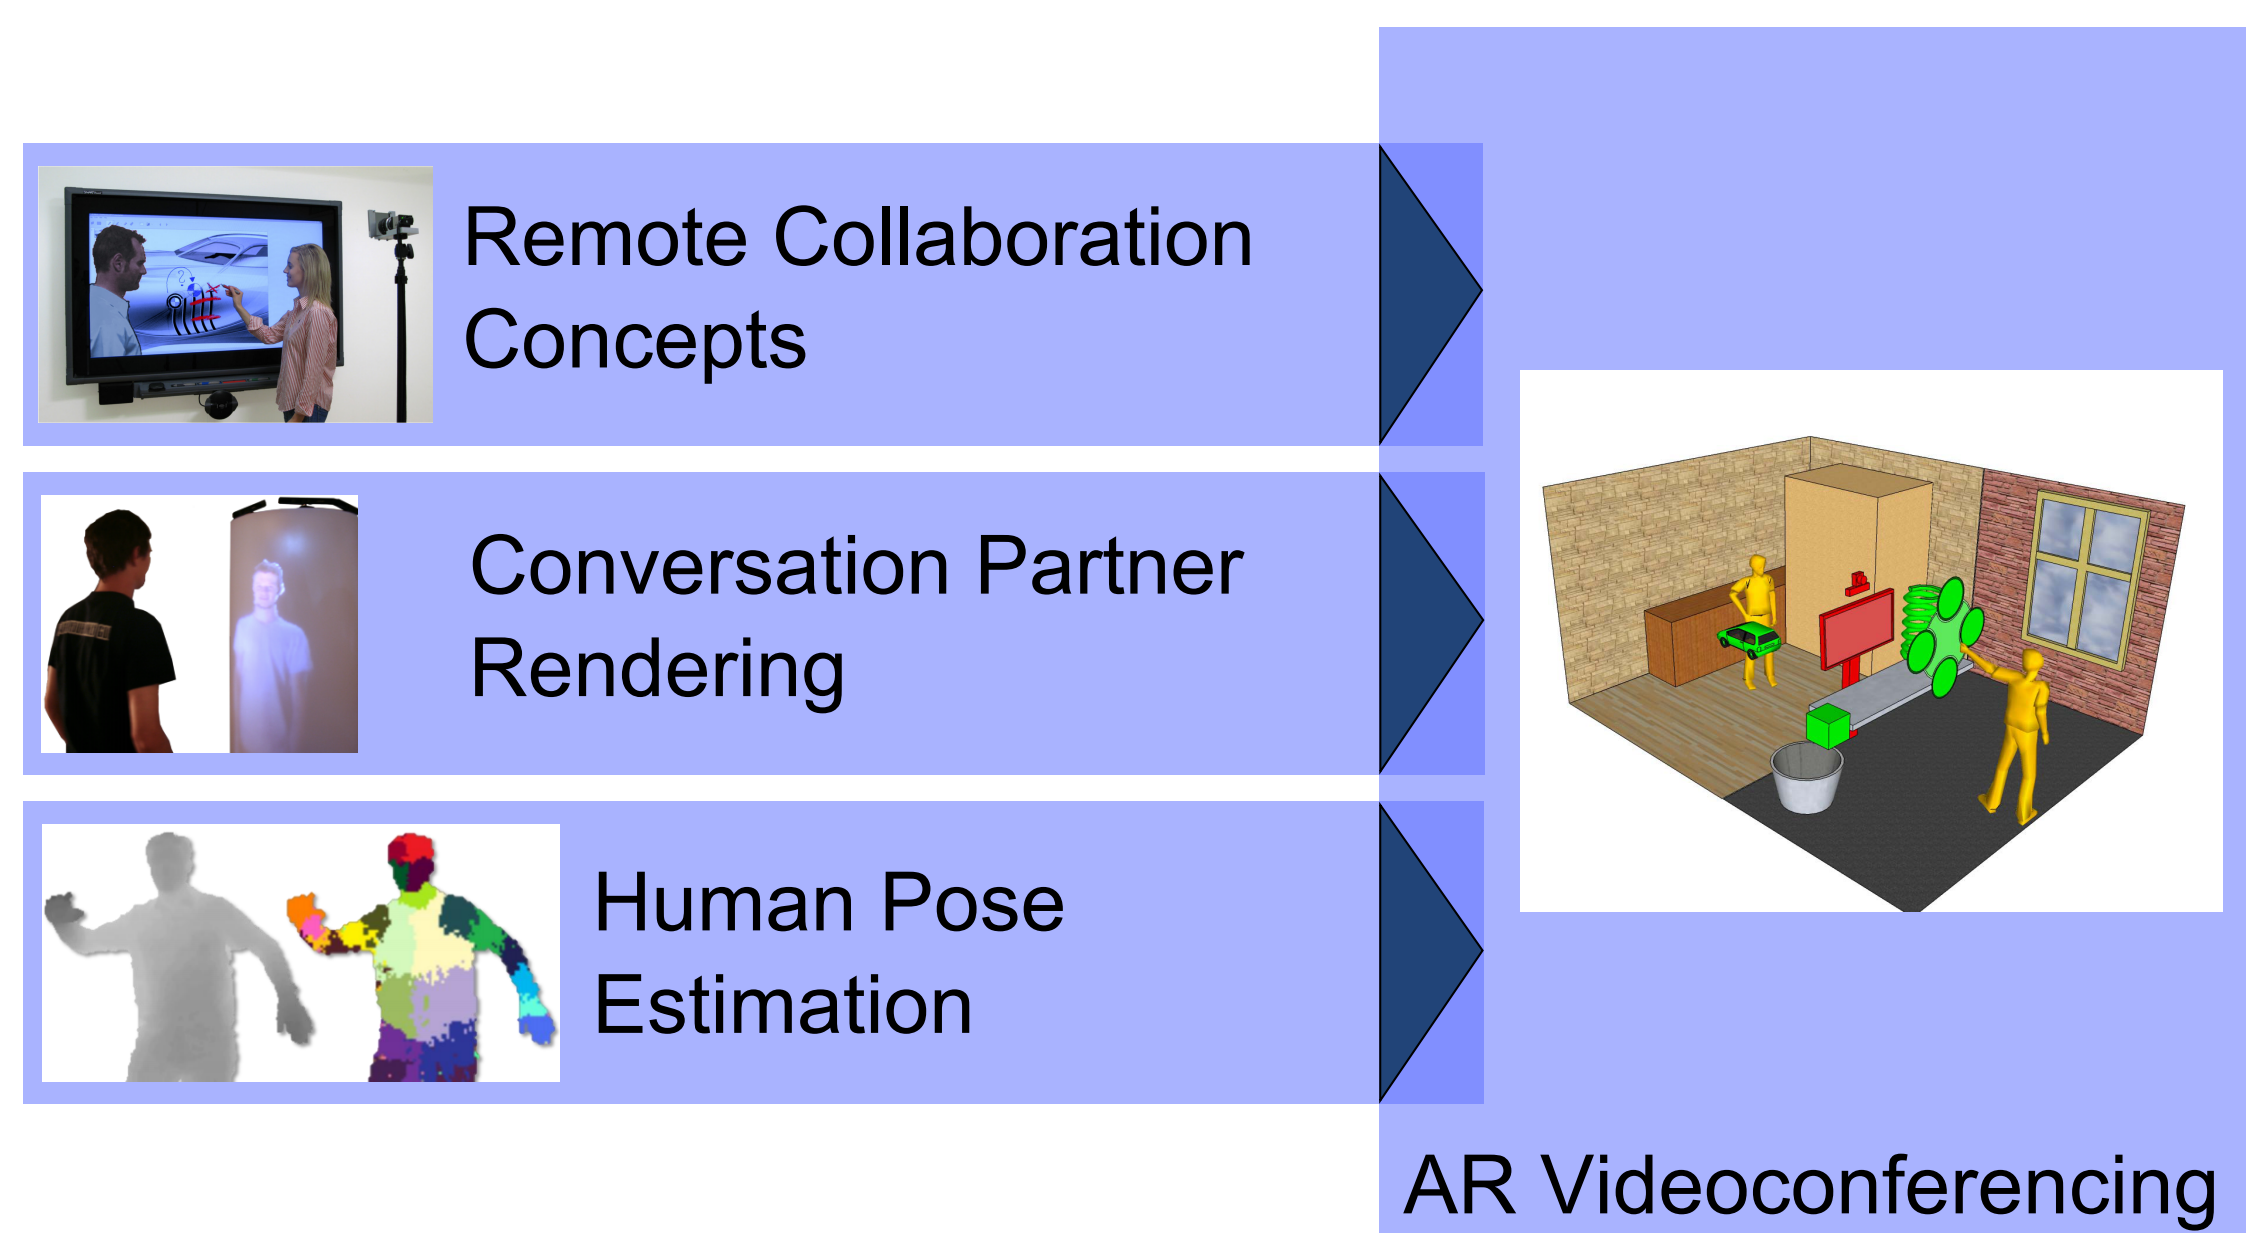 Remote Collaboration
Concepts
Conversation Partner
Rendering
Human Pose
Estimation
AR Videoconferencing